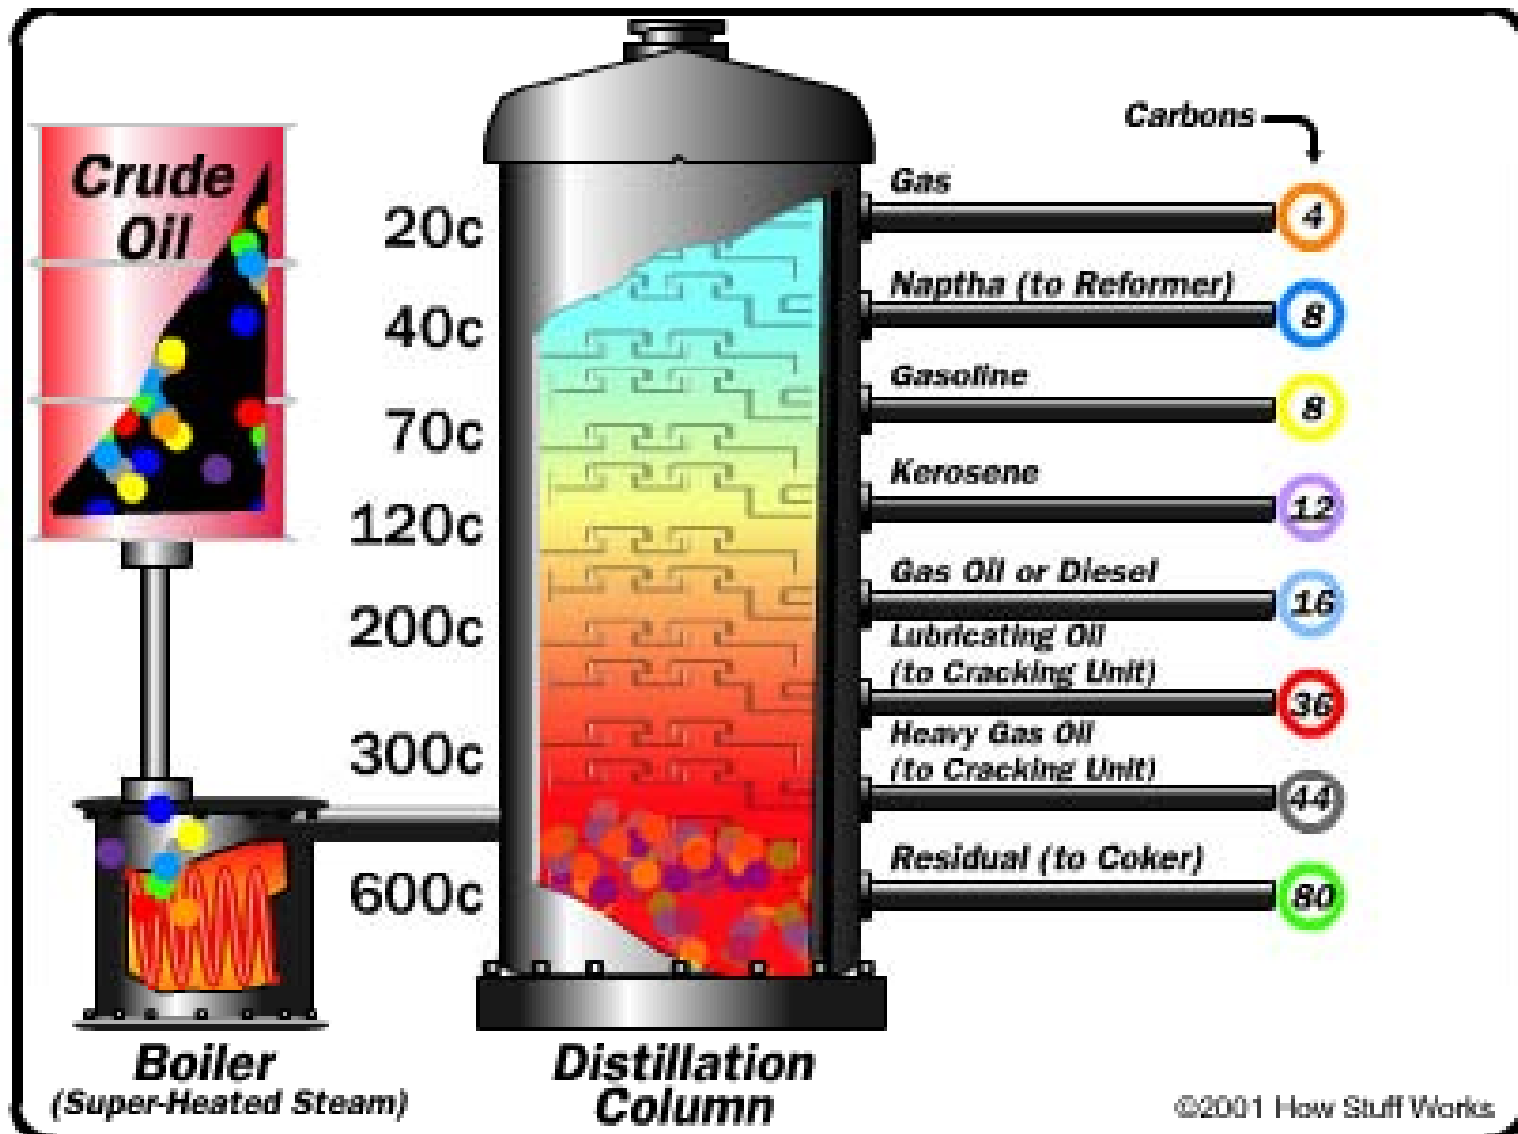 Crude
Oil
Carbons
20c
Gas
4
40c
Naptha (to Reformer)
8
70c
Gasoline
8
120c
Kerosene
12
200c
Gas Oil or Diesel
16
Lubricating Oil
(to Cracking Unit)
36
300c
Heavy Gas Oil
(to Cracking Unit)
44
600c
Residual (to Coker)
80
Boiler
(Super-Heated Steam)
Distillation
Column
©2001 How Stuff Works